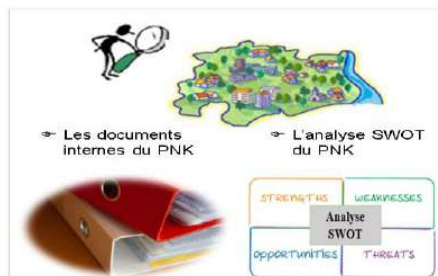 ☞ Les documents
internes du PNK
☞ L'analyse SWOT
du PNK
STRENGTHS
WEAKNESSES
Analyse
SWOT
OPPORTUNITIES
THREATS